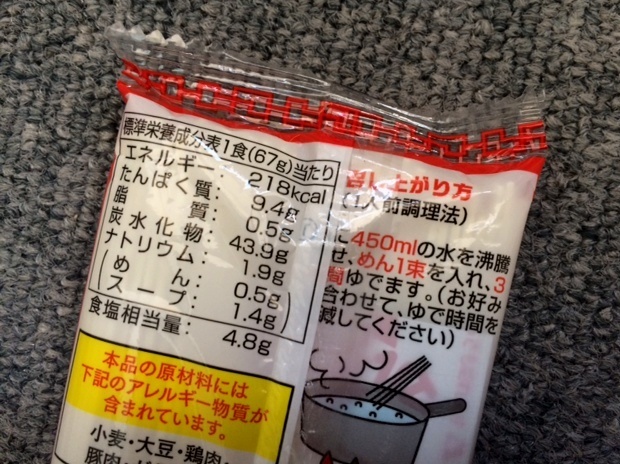 標準栄養成分表1食(67g)当たり
エネルギー: 218kcal
たんぱく質: 9.4g
脂質: 0.5g
炭水化物: 43.9g
ナトリウム: 1.9g
(めん: 0.5g
スープ: 1.4g)
食塩相当量: 4.8g
本品の原材料には
下記のアレルギー物質が
含まれています。
小麦・大豆・鶏肉・
豚肉・
召し上がり方
(1人前調理法)
に450mlの水を沸騰
せ、めん1束を入れ、3
間ゆでます。(お好み
合わせて、ゆで時間を
減してください)